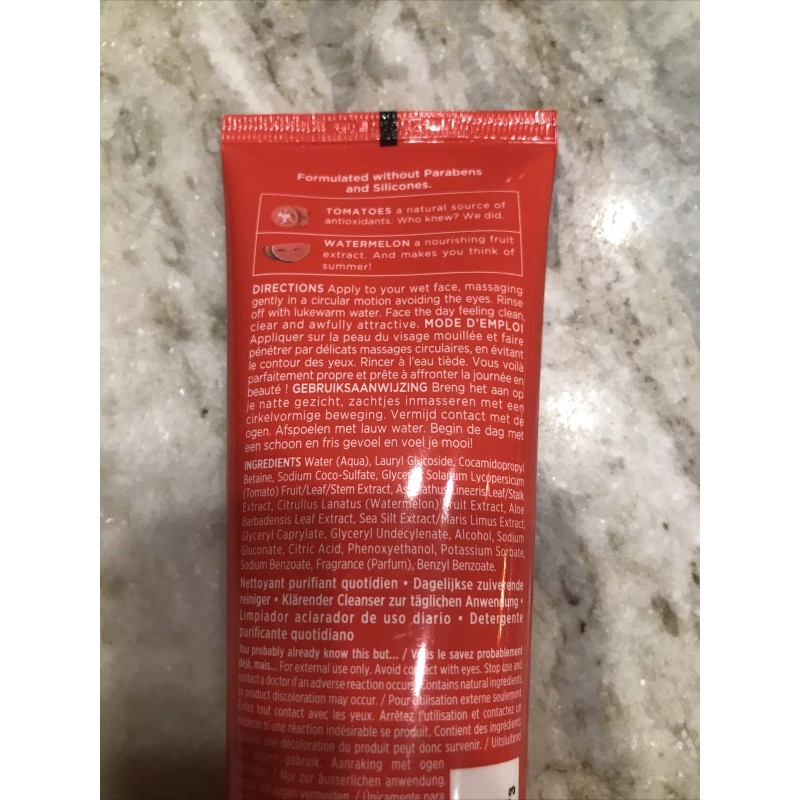 Formulated without Parabens
and Silicones.
TOMATOES a natural source of
antioxidants. Who knew? We did.
WATERMELON a nourishing fruit
extract. And makes you think of
summer!
DIRECTIONS Apply to your wet face, massaging
gently in a circular motion avoiding the eyes. Rinse
off with lukewarm water. Face the day feeling clean,
clear and awfully attractive. MODE D'EMPLOI
Appliquer sur la peau du visage mouillée et faire
pénétrer par délicats massages circulaires, en évitant
le contour des yeux. Rincer à l'eau tiède. Vous voilà
parfaitement propre et prête à affronter la journée en
beauté ! GEBRUIKSAANWIJZING Breng het aan op
je natte gezicht, zachtjes inmasseren met een
cirkelvormige beweging. Vermijd contact met de
ogen. Afspoelen met lauw water. Begin de dag met
een schoon en fris gevoel en voel je mooi!
INGREDIENTS Water (Aqua), Lauryl Glucoside, Cocamidopropyl
Betaine, Sodium Coco-Sulfate, Solanum Lycopersicum
(Tomato) Fruit/Leaf/Stem Extract, Linearis Leaf/Stalk
Extract, Citrullus Lanatus (Watermelon) Fruit Extract, Aloe
Barbadensis Leaf Extract, Sea Silt Extract/Maris Limus Extract,
Glyceryl Caprylate, Glyceryl Undecylenate, Alcohol, Sodium
Gluconate, Citric Acid, Phenoxyethanol, Potassium Sorbate,
Sodium Benzoate, Fragrance (Parfum), Benzyl Benzoate.
Nettoyant purifiant quotidien • Dagelijkse zuiverende
reiniger • Klärender Cleanser zur täglichen Anwendung •
Limpiador aclarador de uso diario • Detergente
purificante quotidiano
You probably already know this but... / Vous le savez probablement
déjà, mais... For external use only. Avoid contact with eyes. Stop use and
contact a doctor if an adverse reaction occurs. Contains natural ingredients,
so product discoloration may occur. / Pour utilisation externe seulement.
Évitez tout contact avec les yeux. Arrêtez l'utilisation et contactez un
médecin si une réaction indésirable se produit. Contient des ingrédients
une décoloration du produit peut donc survenir. / Uitsluitend
gebruik. Aanraking met ogen
/ Nur zur äusserlichen anwendung.
augen vermeiden. / Únicamente para